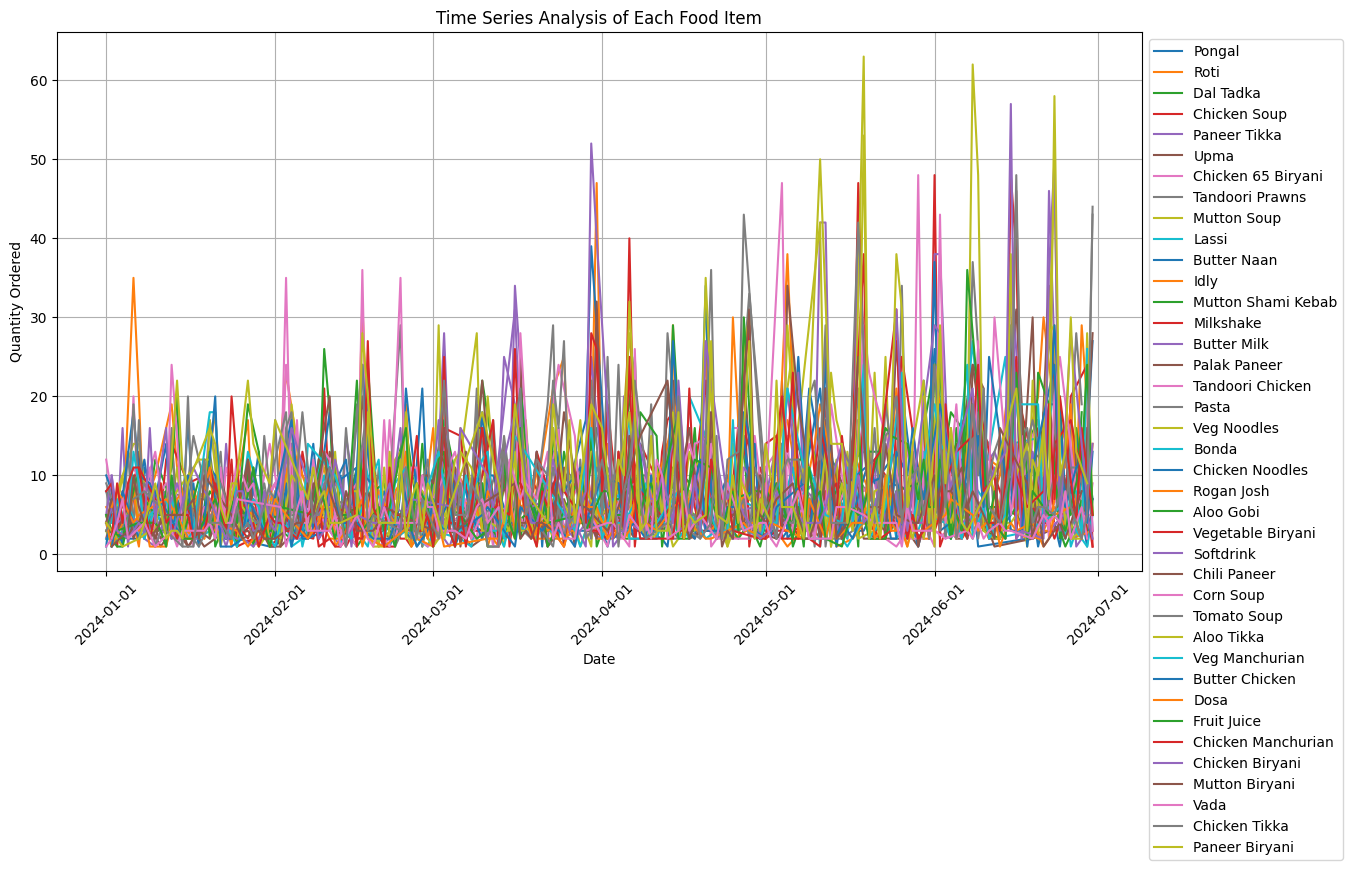 Time Series Analysis of Each Food Item
Quantity Ordered
60
50
40
30
20
10
0
2024-01-01
2024-02-01
2024-03-01
2024-04-01
2024-05-01
2024-06-01
2024-07-01
Date
Pongal
Roti
Dal Tadka
Chicken Soup
Paneer Tikka
Upma
Chicken 65 Biryani
Tandoori Prawns
Mutton Soup
Lassi
Butter Naan
Idly
Mutton Shami Kebab
Milkshake
Butter Milk
Palak Paneer
Tandoori Chicken
Pasta
Veg Noodles
Bonda
Chicken Noodles
Rogan Josh
Aloo Gobi
Vegetable Biryani
Softdrink
Chili Paneer
Corn Soup
Tomato Soup
Aloo Tikka
Veg Manchurian
Butter Chicken
Dosa
Fruit Juice
Chicken Manchurian
Chicken Biryani
Mutton Biryani
Vada
Chicken Tikka
Paneer Biryani